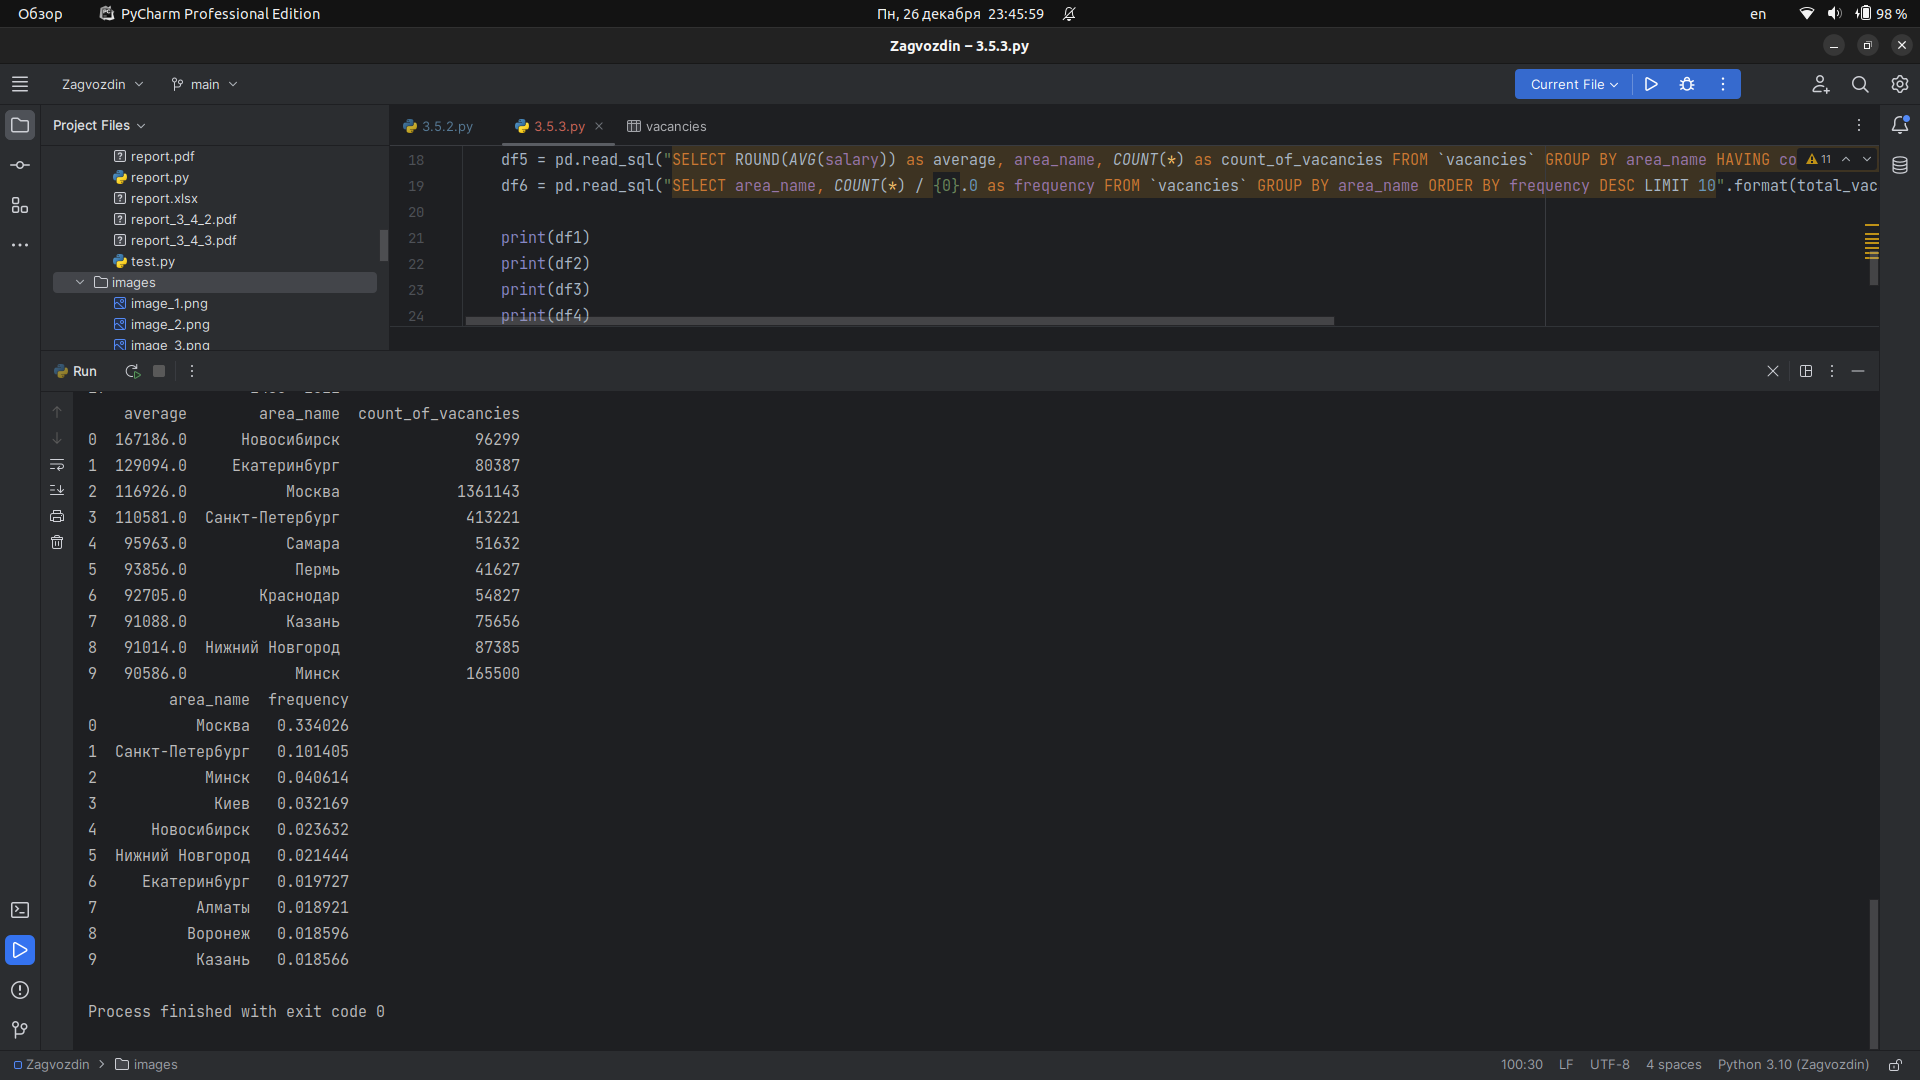 Обзор PyCharm Professional Edition Пн, 26 декабря 23:45:59 en 98 %
Zagvozdin – 3.5.3.py
Zagvozdin main Current File
Project Files
3.5.2.py 3.5.3.py vacancies
report.pdf
report.py
report.xlsx
report_3_4_2.pdf
report_3_4_3.pdf
test.py
images
image_1.png
image_2.png
image_3.png
18 df5 = pd.read_sql("SELECT ROUND(AVG(salary)) as average, area_name, COUNT(*) as count_of_vacancies FROM `vacancies` GROUP BY area_name HAVING co 11
19 df6 = pd.read_sql("SELECT area_name, COUNT(*) / {0}.0 as frequency FROM `vacancies` GROUP BY area_name ORDER BY frequency DESC LIMIT 10".format(total_vac
20
21 print(df1)
22 print(df2)
23 print(df3)
24 print(df4)
Run
average area_name count_of_vacancies
0 167186.0 Новосибирск 96299
1 129094.0 Екатеринбург 80387
2 116926.0 Москва 1361143
3 110581.0 Санкт-Петербург 413221
4 95963.0 Самара 51632
5 93856.0 Пермь 41627
6 92705.0 Краснодар 54827
7 91088.0 Казань 75656
8 91014.0 Нижний Новгород 87385
9 90586.0 Минск 165500
area_name frequency
0 Москва 0.334026
1 Санкт-Петербург 0.101405
2 Минск 0.040614
3 Киев 0.032169
4 Новосибирск 0.023632
5 Нижний Новгород 0.021444
6 Екатеринбург 0.019727
7 Алматы 0.018921
8 Воронеж 0.018596
9 Казань 0.018566
Process finished with exit code 0
Zagvozdin images 100:30 LF UTF-8 4 spaces Python 3.10 (Zagvozdin)